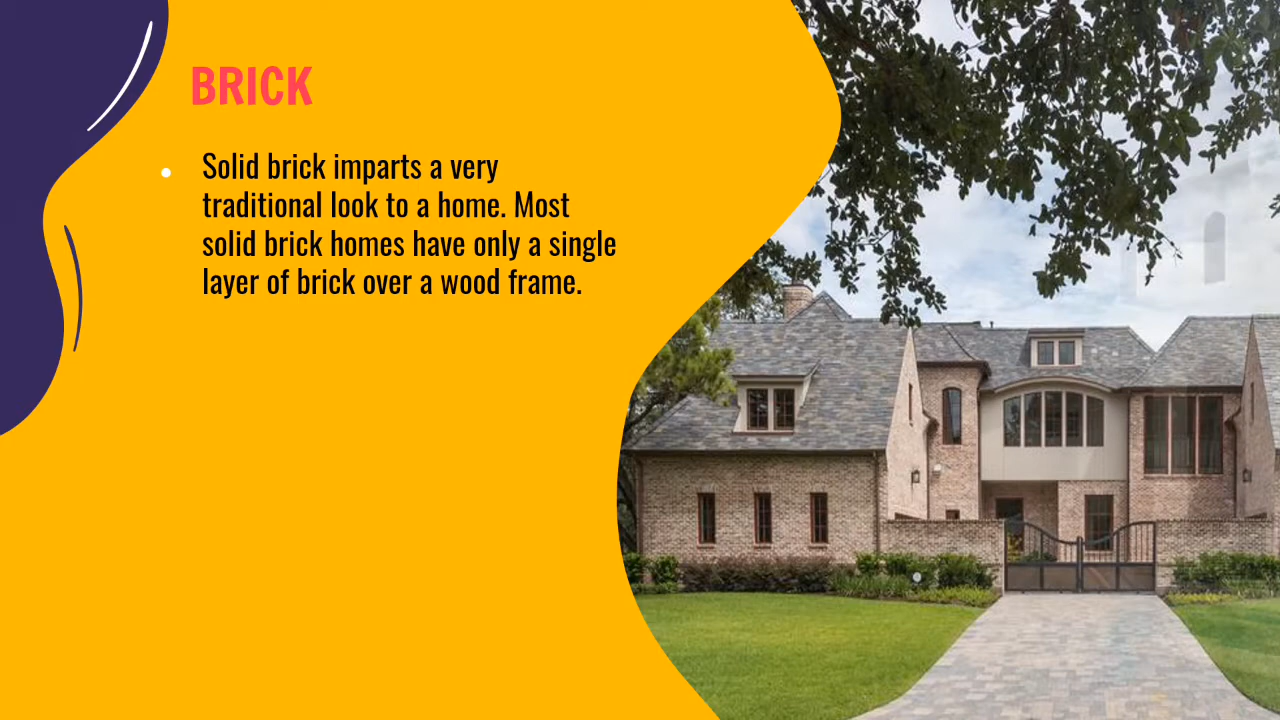 BRICK
Solid brick imparts a very
traditional look to a home. Most
solid brick homes have only a single
layer of brick over a wood frame.